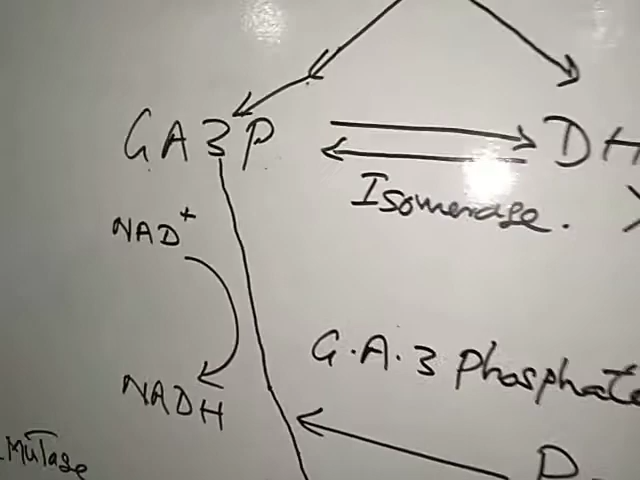 GA3P
DH
Isomerase.
NAD+
G.A.3 Phosphate
NADH
Mutase